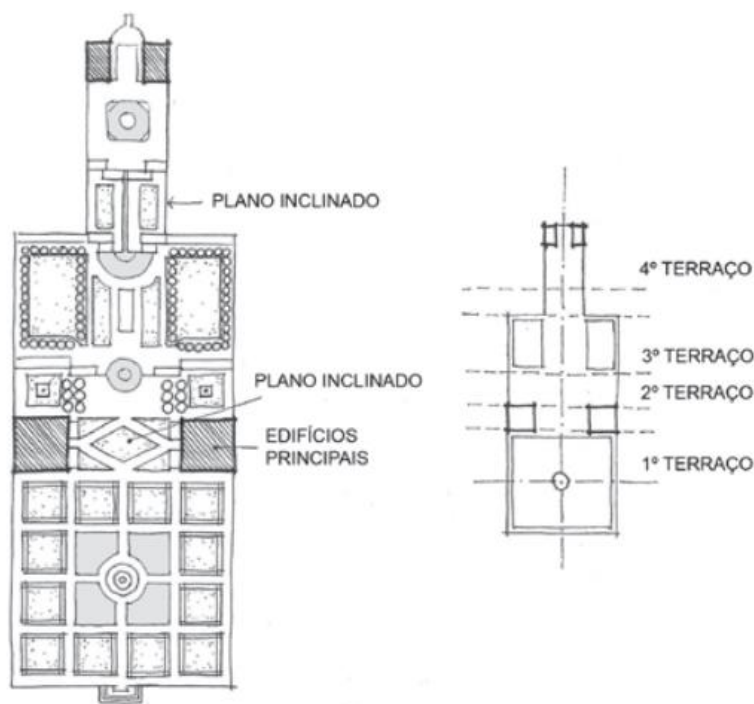 PLANO INCLINADO
PLANO INCLINADO
EDIFÍCIOS
PRINCIPAIS
4º TERRAÇO
3º TERRAÇO
2º TERRAÇO
1º TERRAÇO